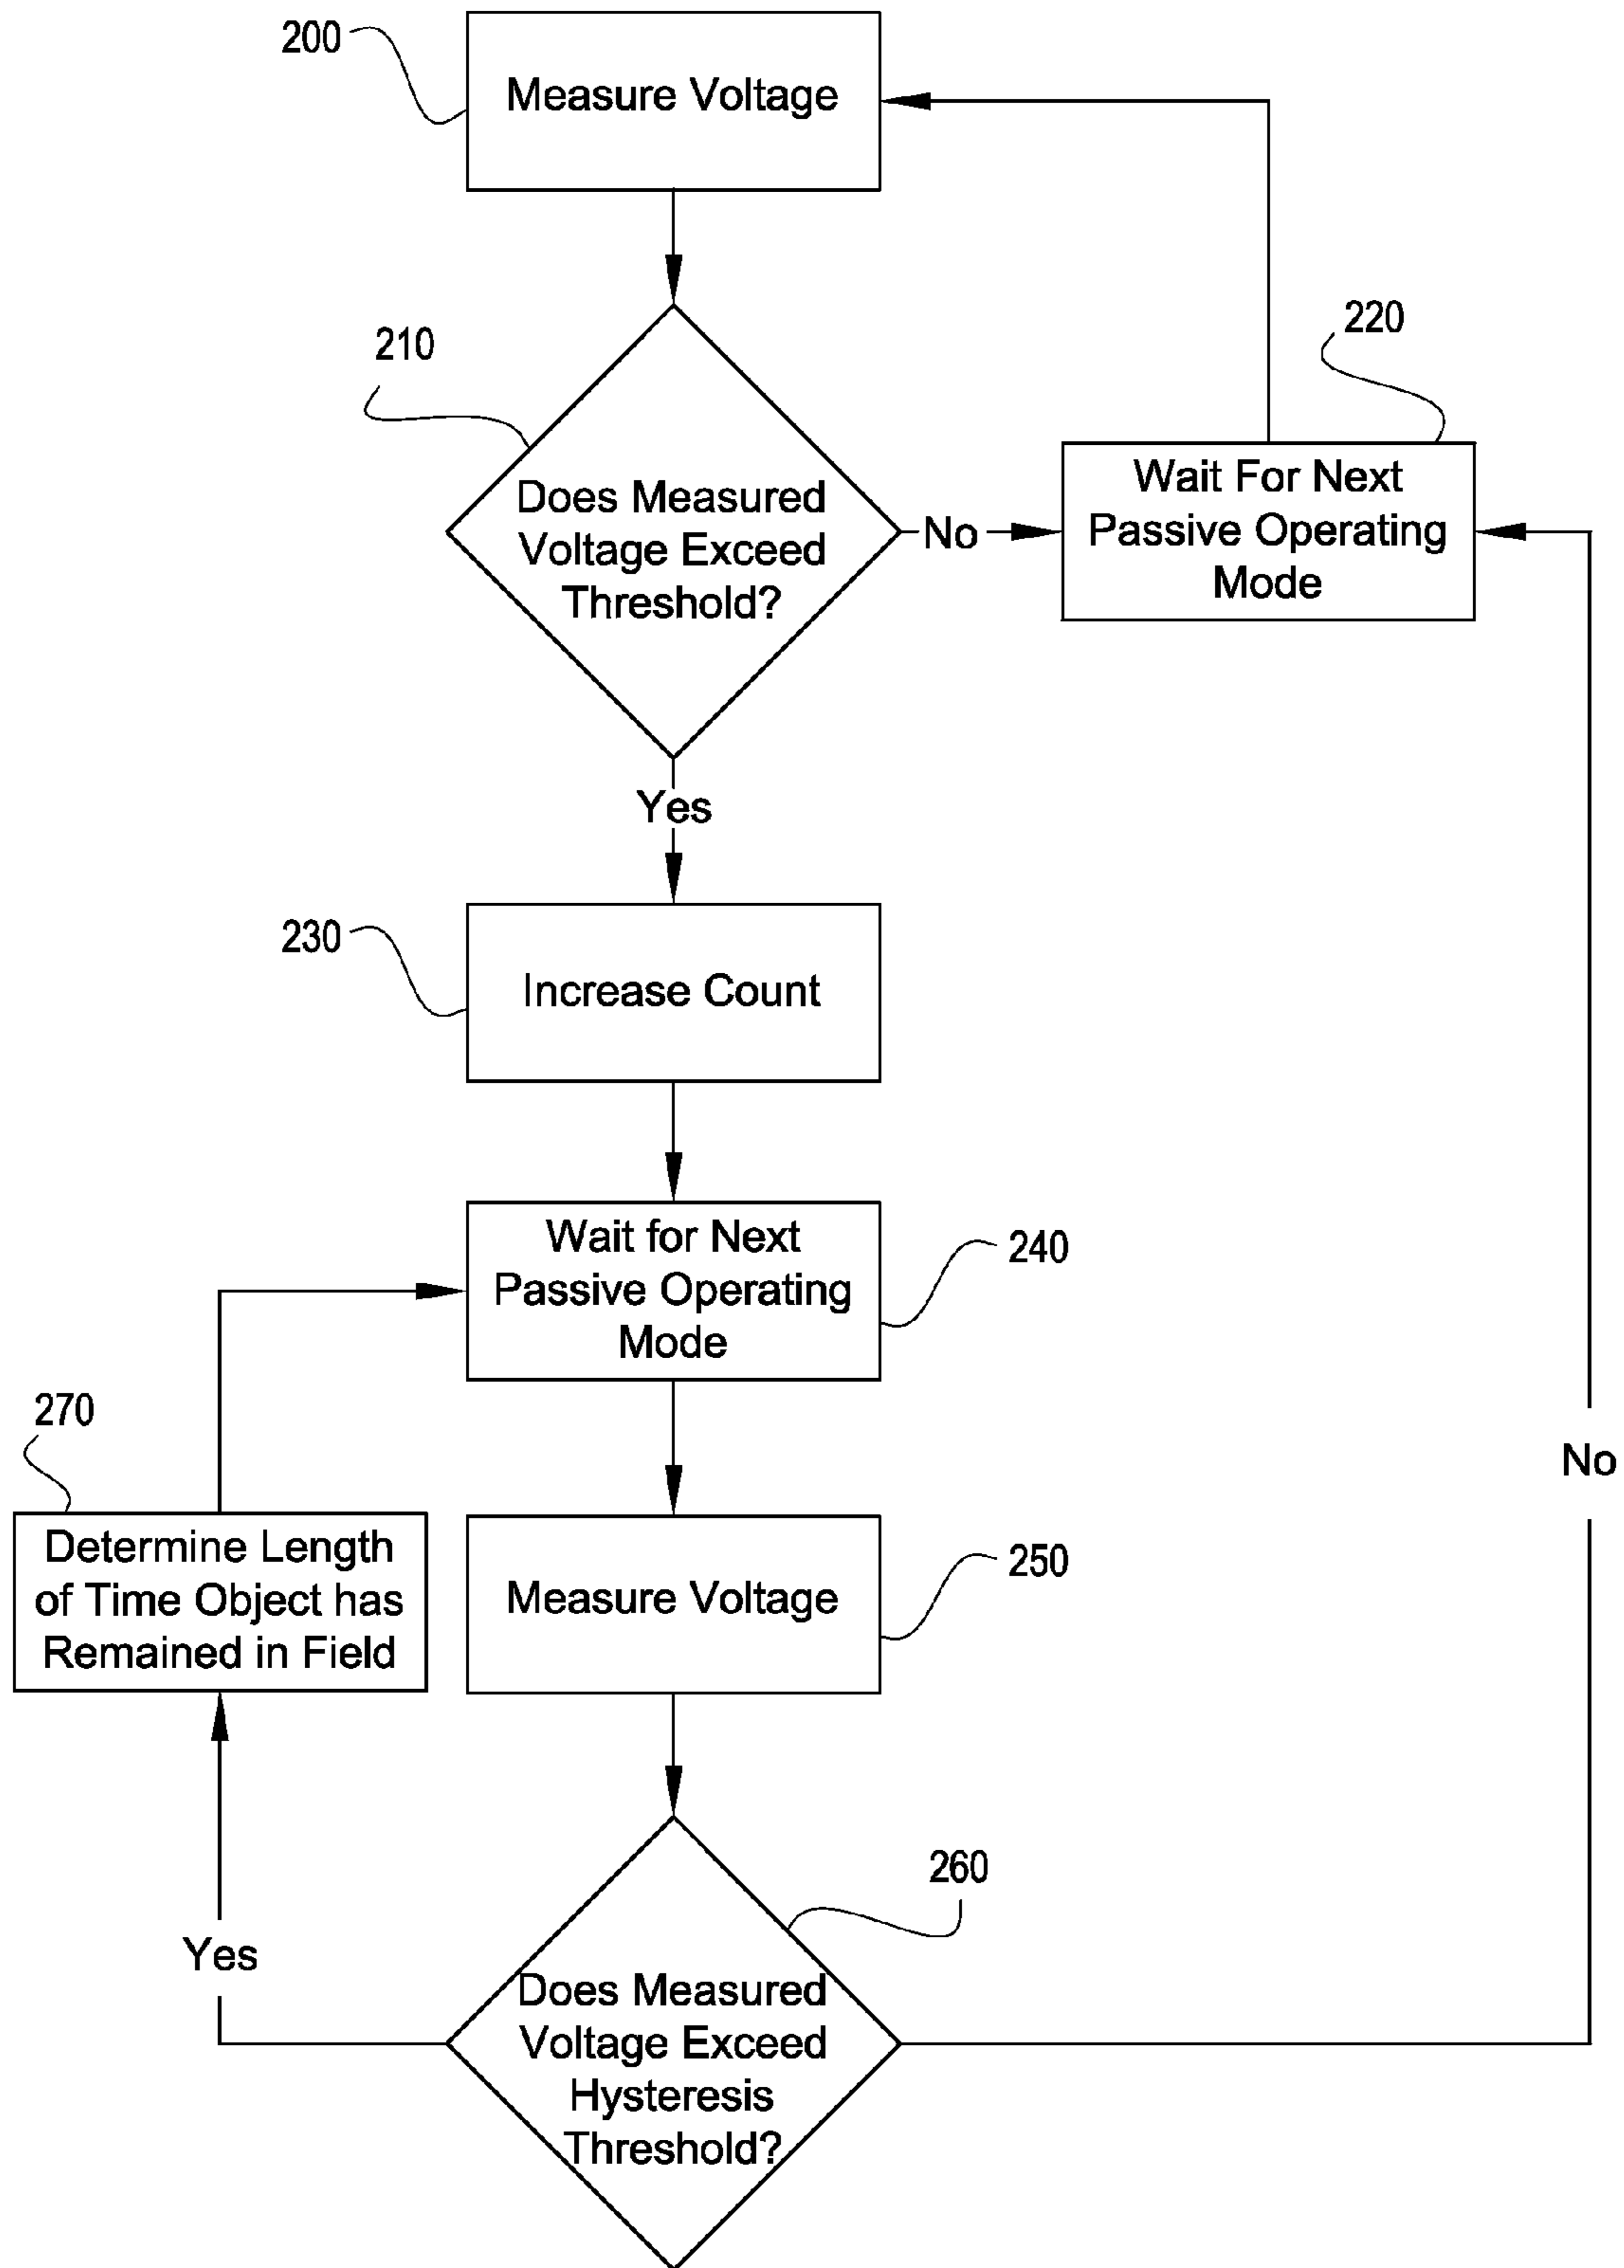 200
Measure Voltage
210
220
Does Measured
Voltage Exceed
Threshold?
No
Wait For Next
Passive Operating
Mode
Yes
230
Increase Count
Wait for Next
Passive Operating
Mode
240
270
No
Determine Length
of Time Object has
Remained in Field
Measure Voltage
250
260
Yes
Does Measured
Voltage Exceed
Hysteresis
Threshold?